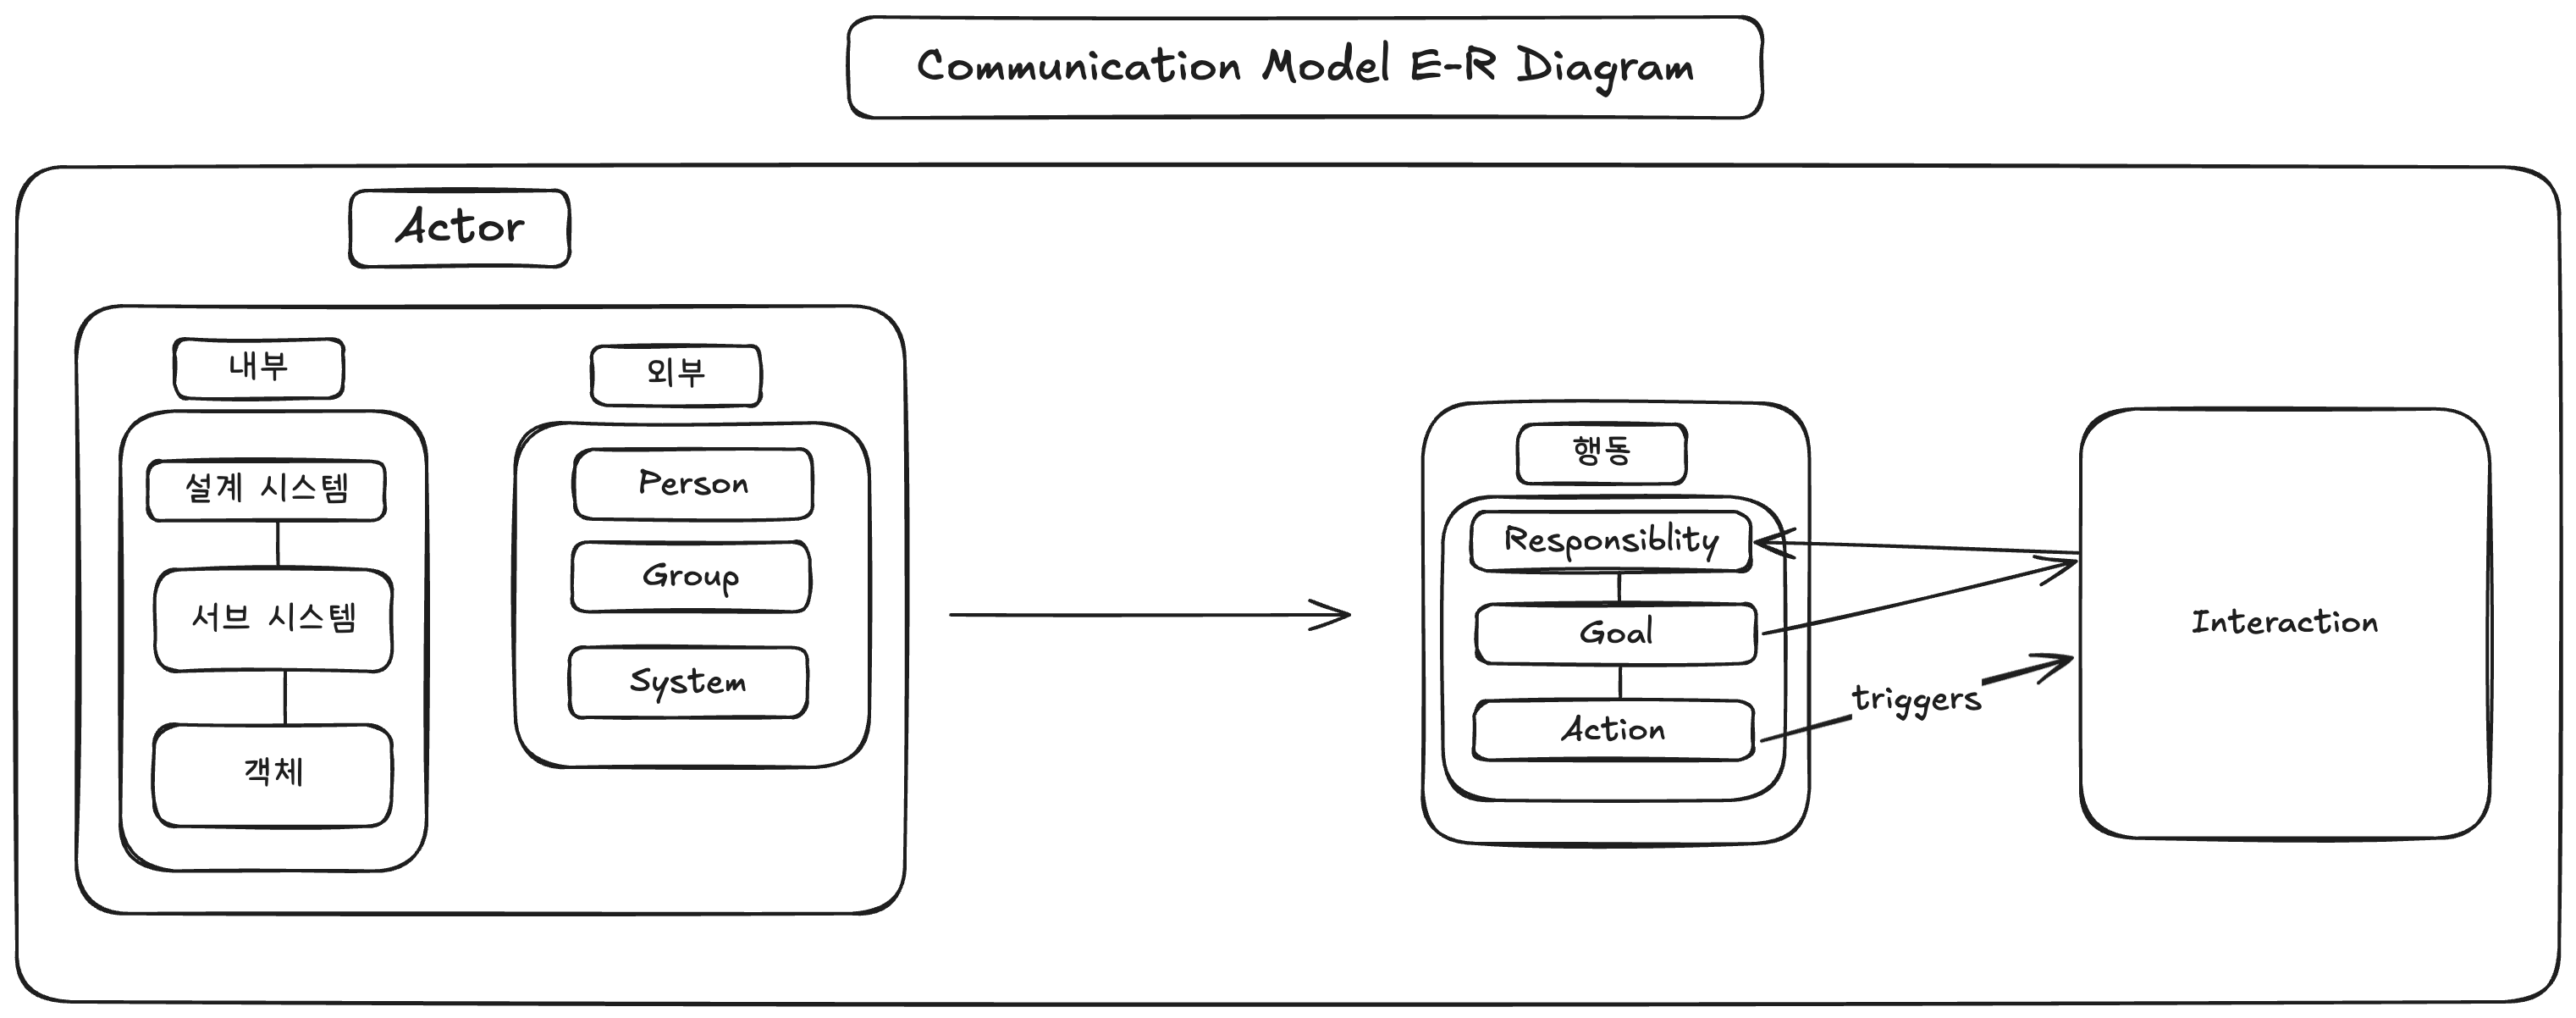 Communication Model E-R Diagram
Actor
내부
설계 시스템
서브 시스템
객체
외부
Person
Group
System
행동
Responsiblity
Goal
Action
triggers
Interaction